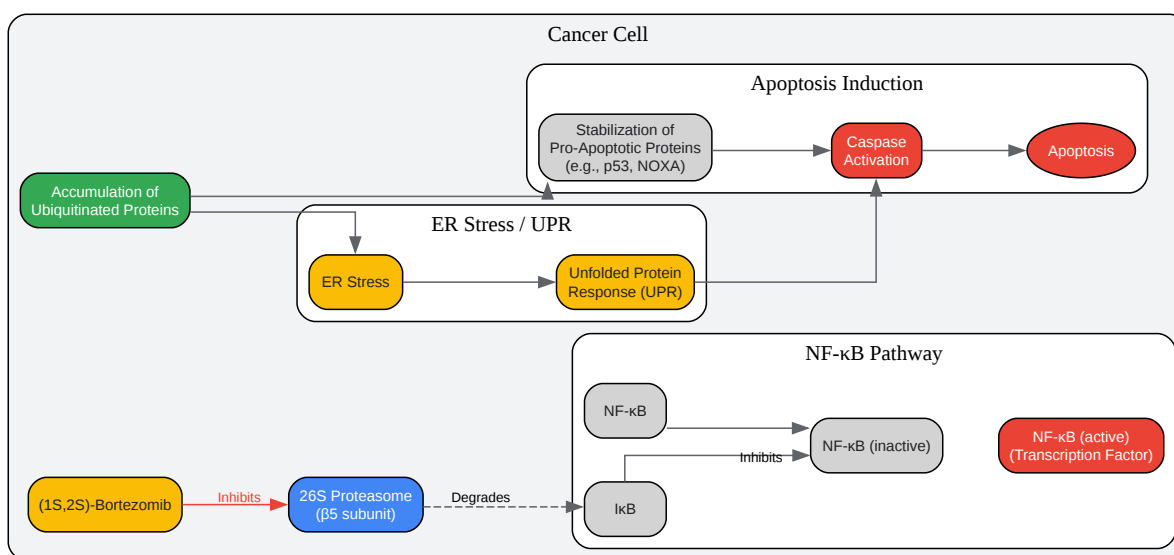 Cancer Cell
Apoptosis Induction
Stabilization of
Pro-Apoptotic Proteins
(e.g., p53, NOXA)
Caspase
Activation
Apoptosis
Accumulation of
Ubiquitinated Proteins
ER Stress / UPR
ER Stress
Unfolded Protein
Response (UPR)
NF-κB Pathway
NF-κB
NF-κB (inactive)
NF-κB (active)
(Transcription Factor)
Inhibits
(1S,2S)-Bortezomib
Inhibits
26S Proteasome
(β5 subunit)
Degrades
IκB